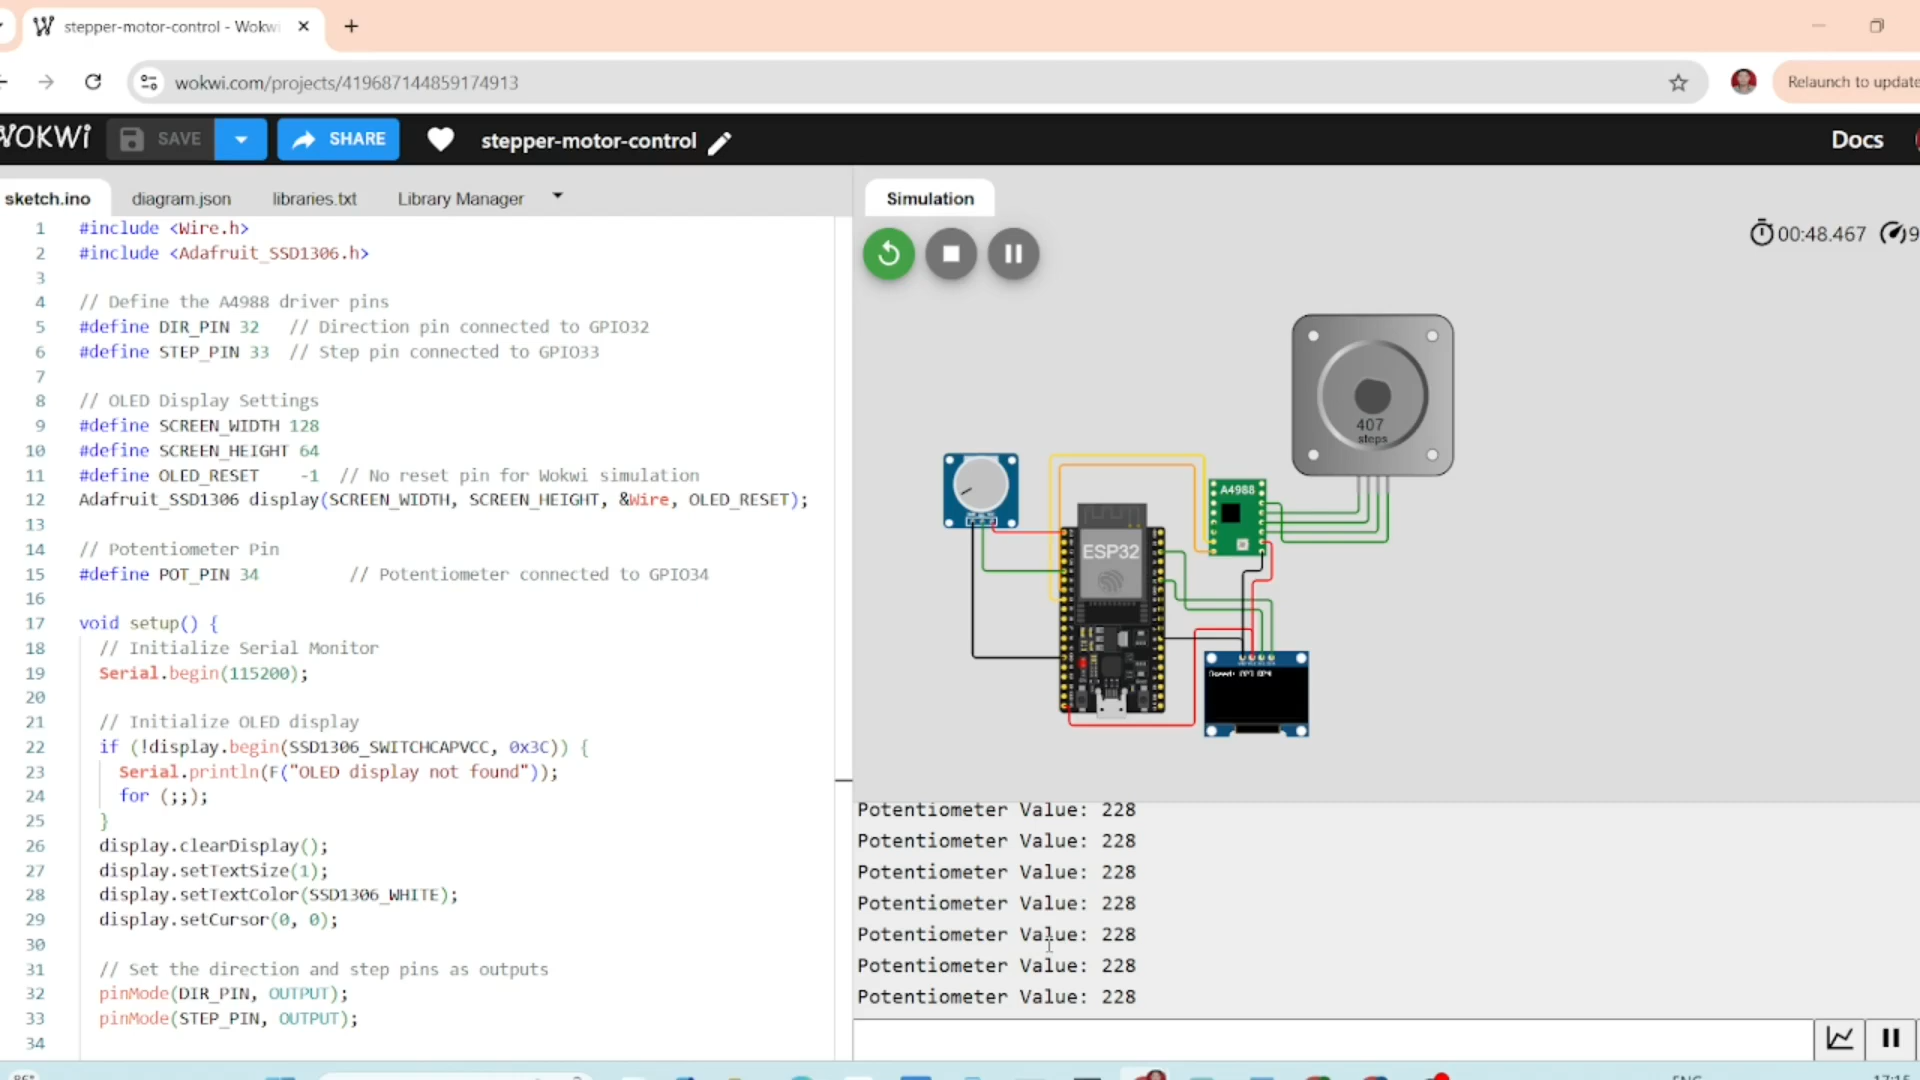 stepper-motor-control - Wokwi
wokwi.com/projects/419687144859174913
Relaunch to update
WOKWi
SAVE
SHARE
stepper-motor-control
Docs
sketch.ino
diagram.json
libraries.txt
Library Manager
Simulation
00:48.467
9
1 #include <Wire.h>
2 #include <Adafruit_SSD1306.h>
3
4 // Define the A4988 driver pins
5 #define DIR_PIN 32 // Direction pin connected to GPIO32
6 #define STEP_PIN 33 // Step pin connected to GPIO33
7
8 // OLED Display Settings
9 #define SCREEN_WIDTH 128
10 #define SCREEN_HEIGHT 64
11 #define OLED_RESET -1 // No reset pin for Wokwi simulation
12 Adafruit_SSD1306 display(SCREEN_WIDTH, SCREEN_HEIGHT, &Wire, OLED_RESET);
13
14 // Potentiometer Pin
15 #define POT_PIN 34 // Potentiometer connected to GPIO34
16
17 void setup() {
18 // Initialize Serial Monitor
19 Serial.begin(115200);
20
21 // Initialize OLED display
22 if (!display.begin(SSD1306_SWITCHCAPVCC, 0x3C)) {
23 Serial.println(F("OLED display not found"));
24 for (;;);
25 }
26 display.clearDisplay();
27 display.setTextSize(1);
28 display.setTextColor(SSD1306_WHITE);
29 display.setCursor(0, 0);
30
31 // Set the direction and step pins as outputs
32 pinMode(DIR_PIN, OUTPUT);
33 pinMode(STEP_PIN, OUTPUT);
34
407
steps
A4988
ESP32
Potentiometer Value: 228
Potentiometer Value: 228
Potentiometer Value: 228
Potentiometer Value: 228
Potentiometer Value: 228
Potentiometer Value: 228
Potentiometer Value: 228